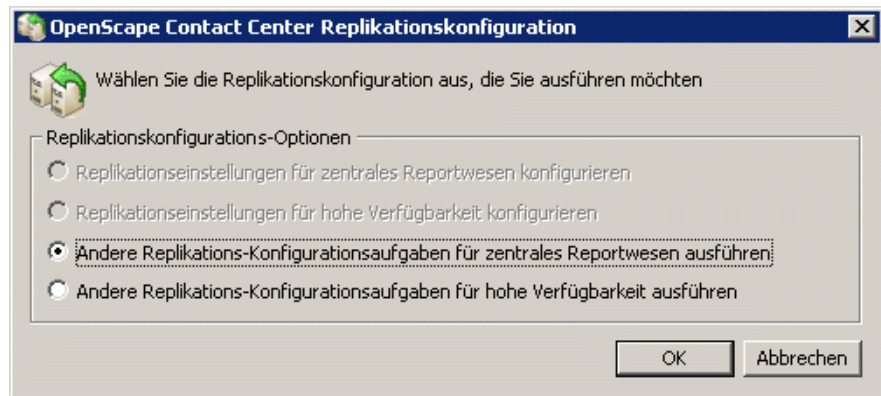 OpenScape Contact Center Replikationskonfiguration
Wählen Sie die Replikationskonfiguration aus, die Sie ausführen möchten
Replikationskonfigurations-Optionen
Replikationseinstellungen für zentrales Reportwesen konfigurieren
Replikationseinstellungen für hohe Verfügbarkeit konfigurieren
Andere Replikations-Konfigurationsaufgaben für zentrales Reportwesen ausführen
Andere Replikations-Konfigurationsaufgaben für hohe Verfügbarkeit ausführen
OK Abbrechen